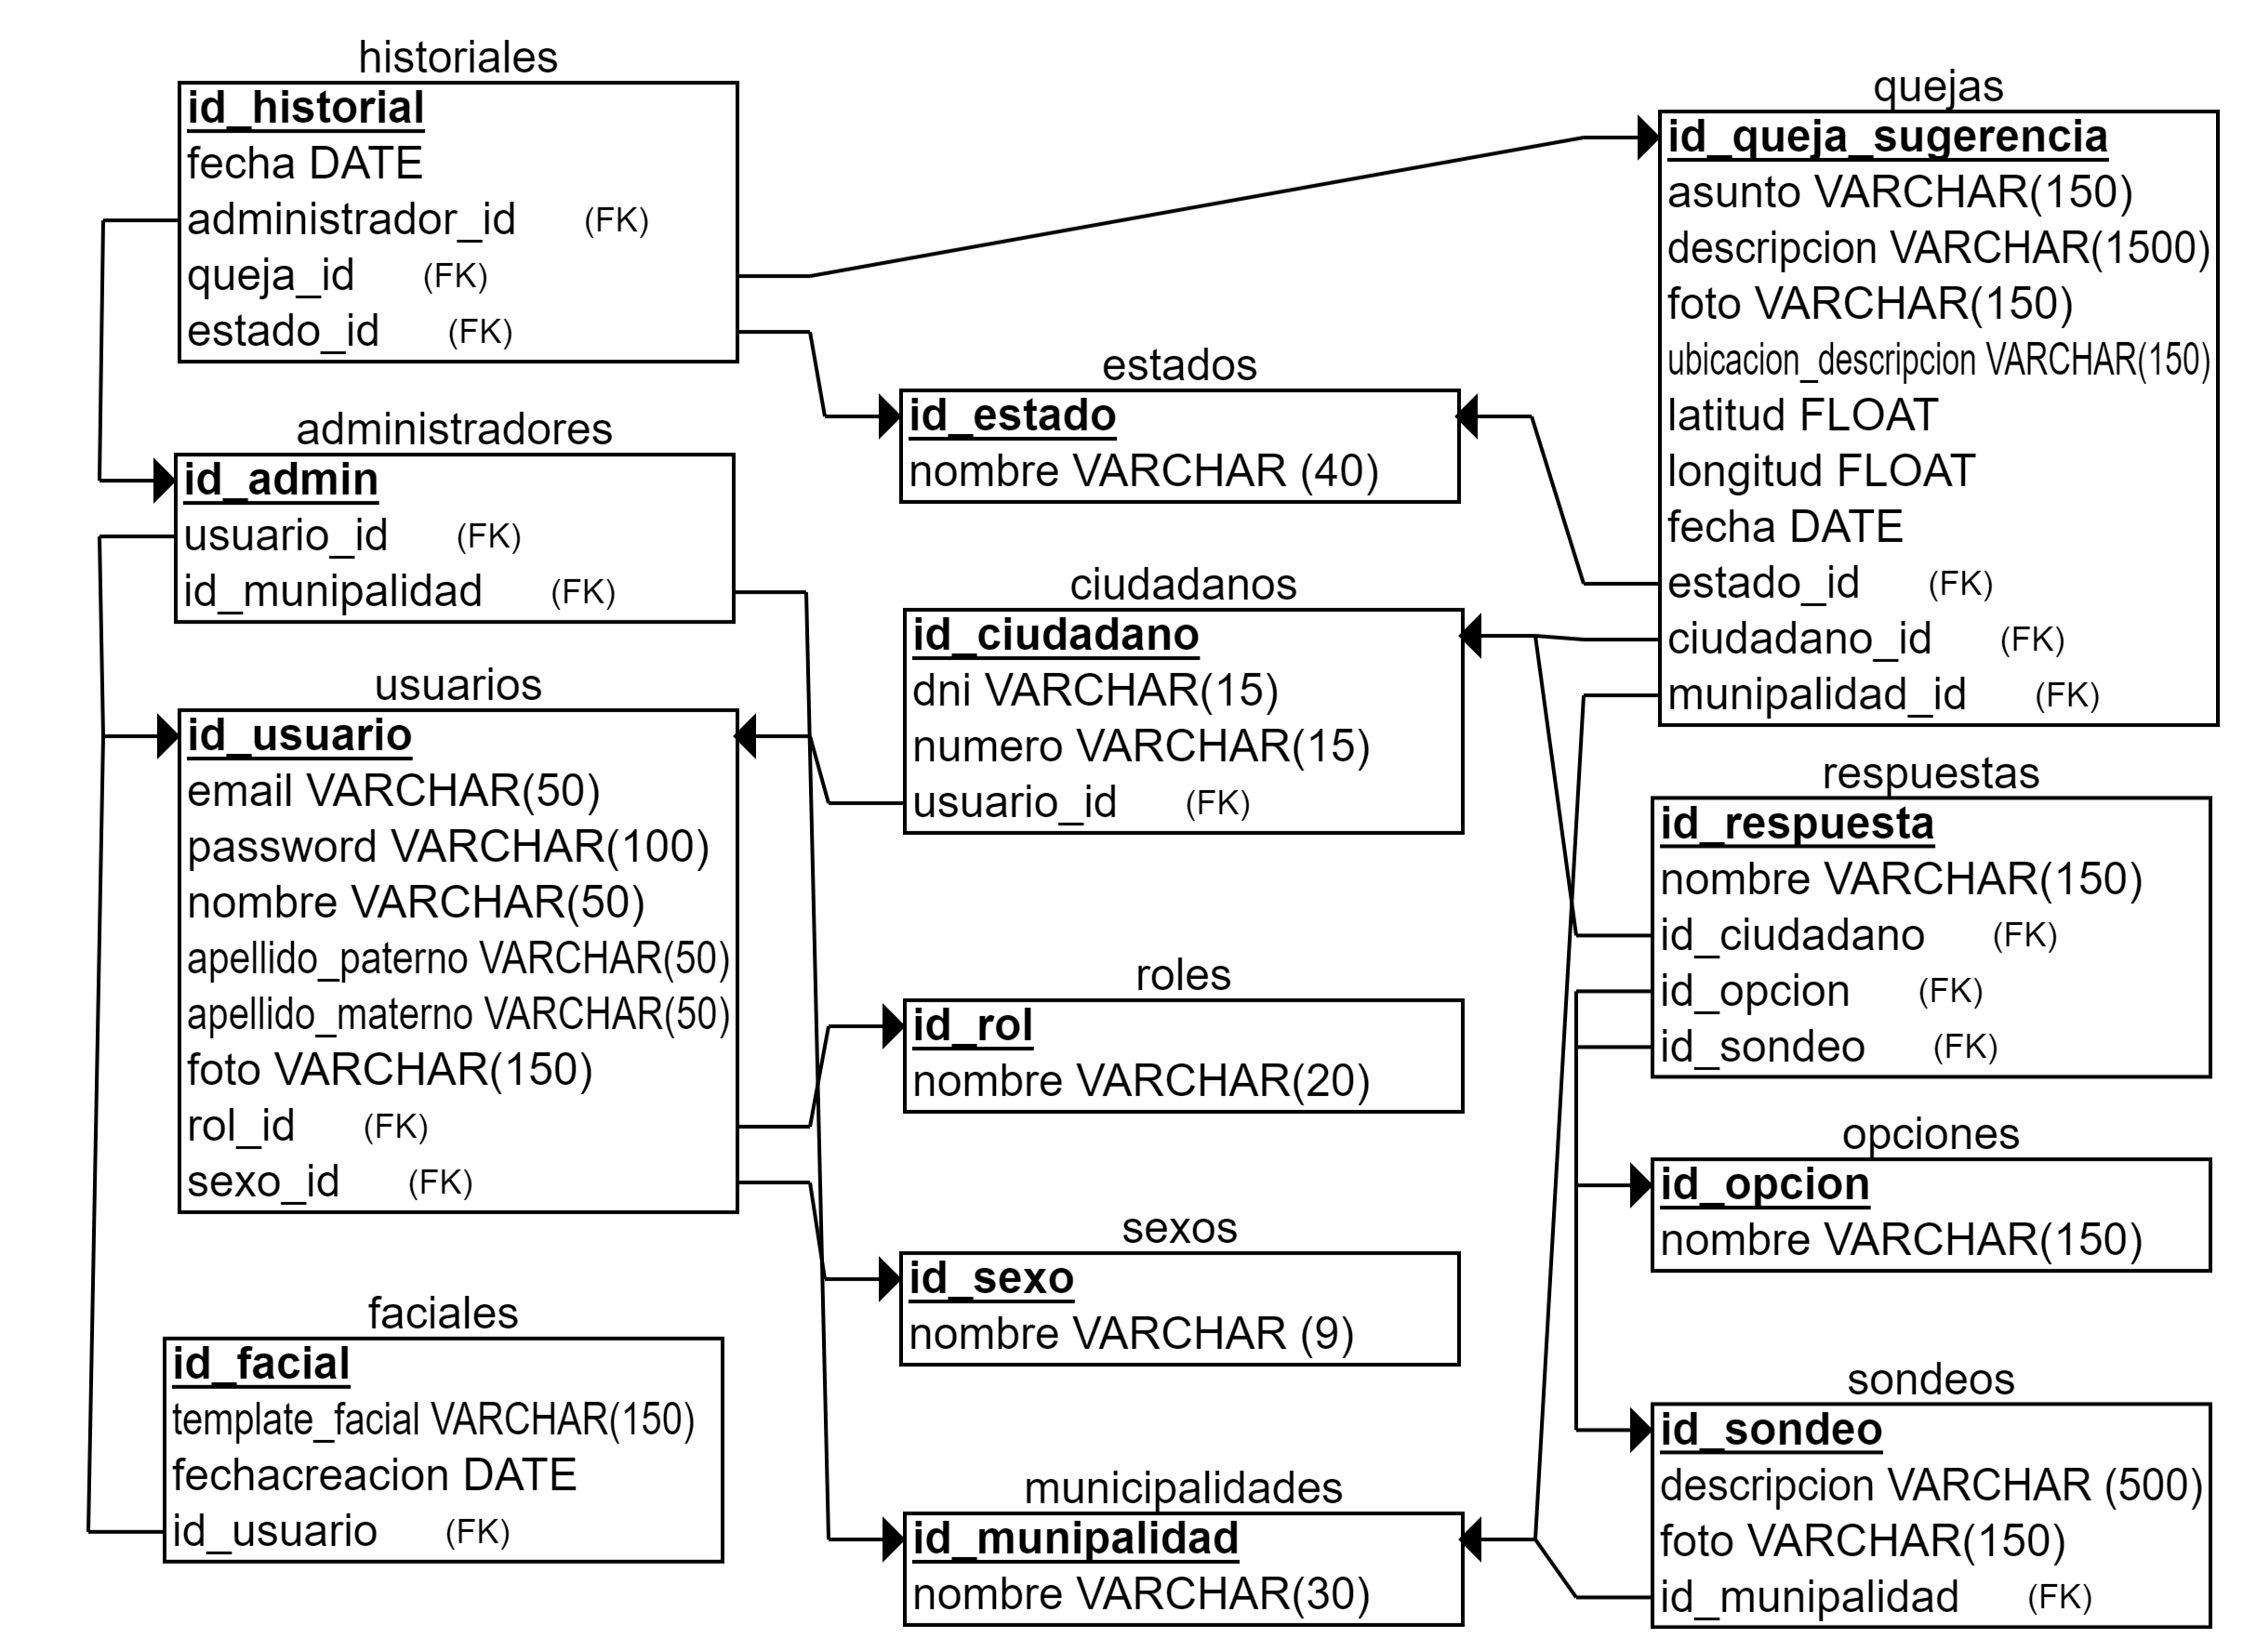 historiales
id_historial
fecha DATE
administrador_id (FK)
queja_id (FK)
estado_id (FK)
administradores
id_admin
usuario_id (FK)
id_munipalidad (FK)
usuarios
id_usuario
email VARCHAR(50)
password VARCHAR(100)
nombre VARCHAR(50)
apellido_paterno VARCHAR(50)
apellido_materno VARCHAR(50)
foto VARCHAR(150)
rol_id (FK)
sexo_id (FK)
faciales
id_facial
template_facial VARCHAR(150)
fechacreacion DATE
id_usuario (FK)
estados
id_estado
nombre VARCHAR (40)
ciudadanos
id_ciudadano
dni VARCHAR(15)
numero VARCHAR(15)
usuario_id (FK)
roles
id_rol
nombre VARCHAR(20)
sexos
id_sexo
nombre VARCHAR (9)
municipalidades
id_munipalidad
nombre VARCHAR(30)
quejas
id_queja_sugerencia
asunto VARCHAR(150)
descripcion VARCHAR(1500)
foto VARCHAR(150)
ubicacion_descripcion VARCHAR(150)
latitud FLOAT
longitud FLOAT
fecha DATE
estado_id (FK)
ciudadano_id (FK)
munipalidad_id (FK)
respuestas
id_respuesta
nombre VARCHAR(150)
id_ciudadano (FK)
id_opcion (FK)
id_sondeo (FK)
opciones
id_opcion
nombre VARCHAR(150)
sondeos
id_sondeo
descripcion VARCHAR (500)
foto VARCHAR(150)
id_munipalidad (FK)